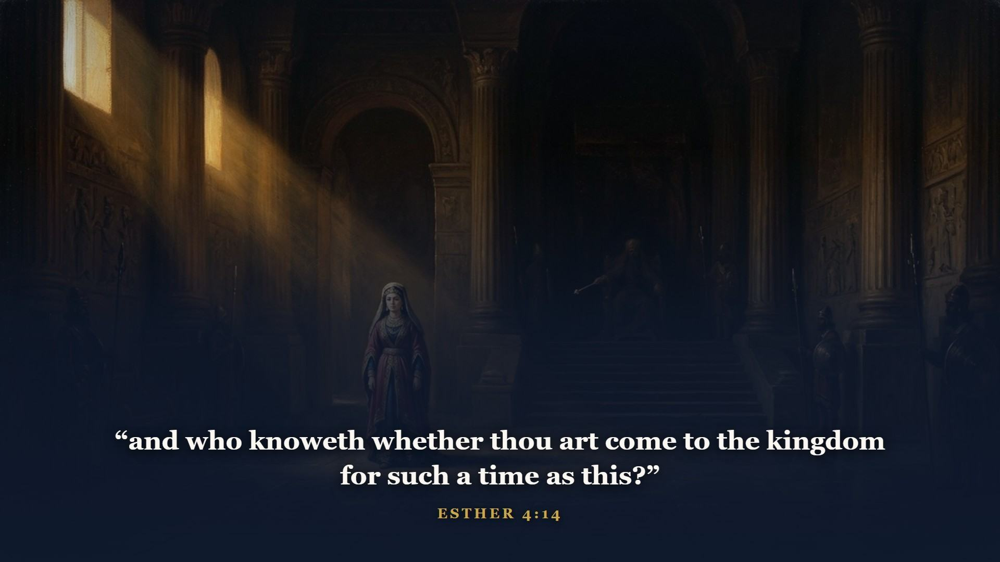 “and who knoweth whether thou art come to the kingdom
for such a time as this?”
ESTHER 4:14